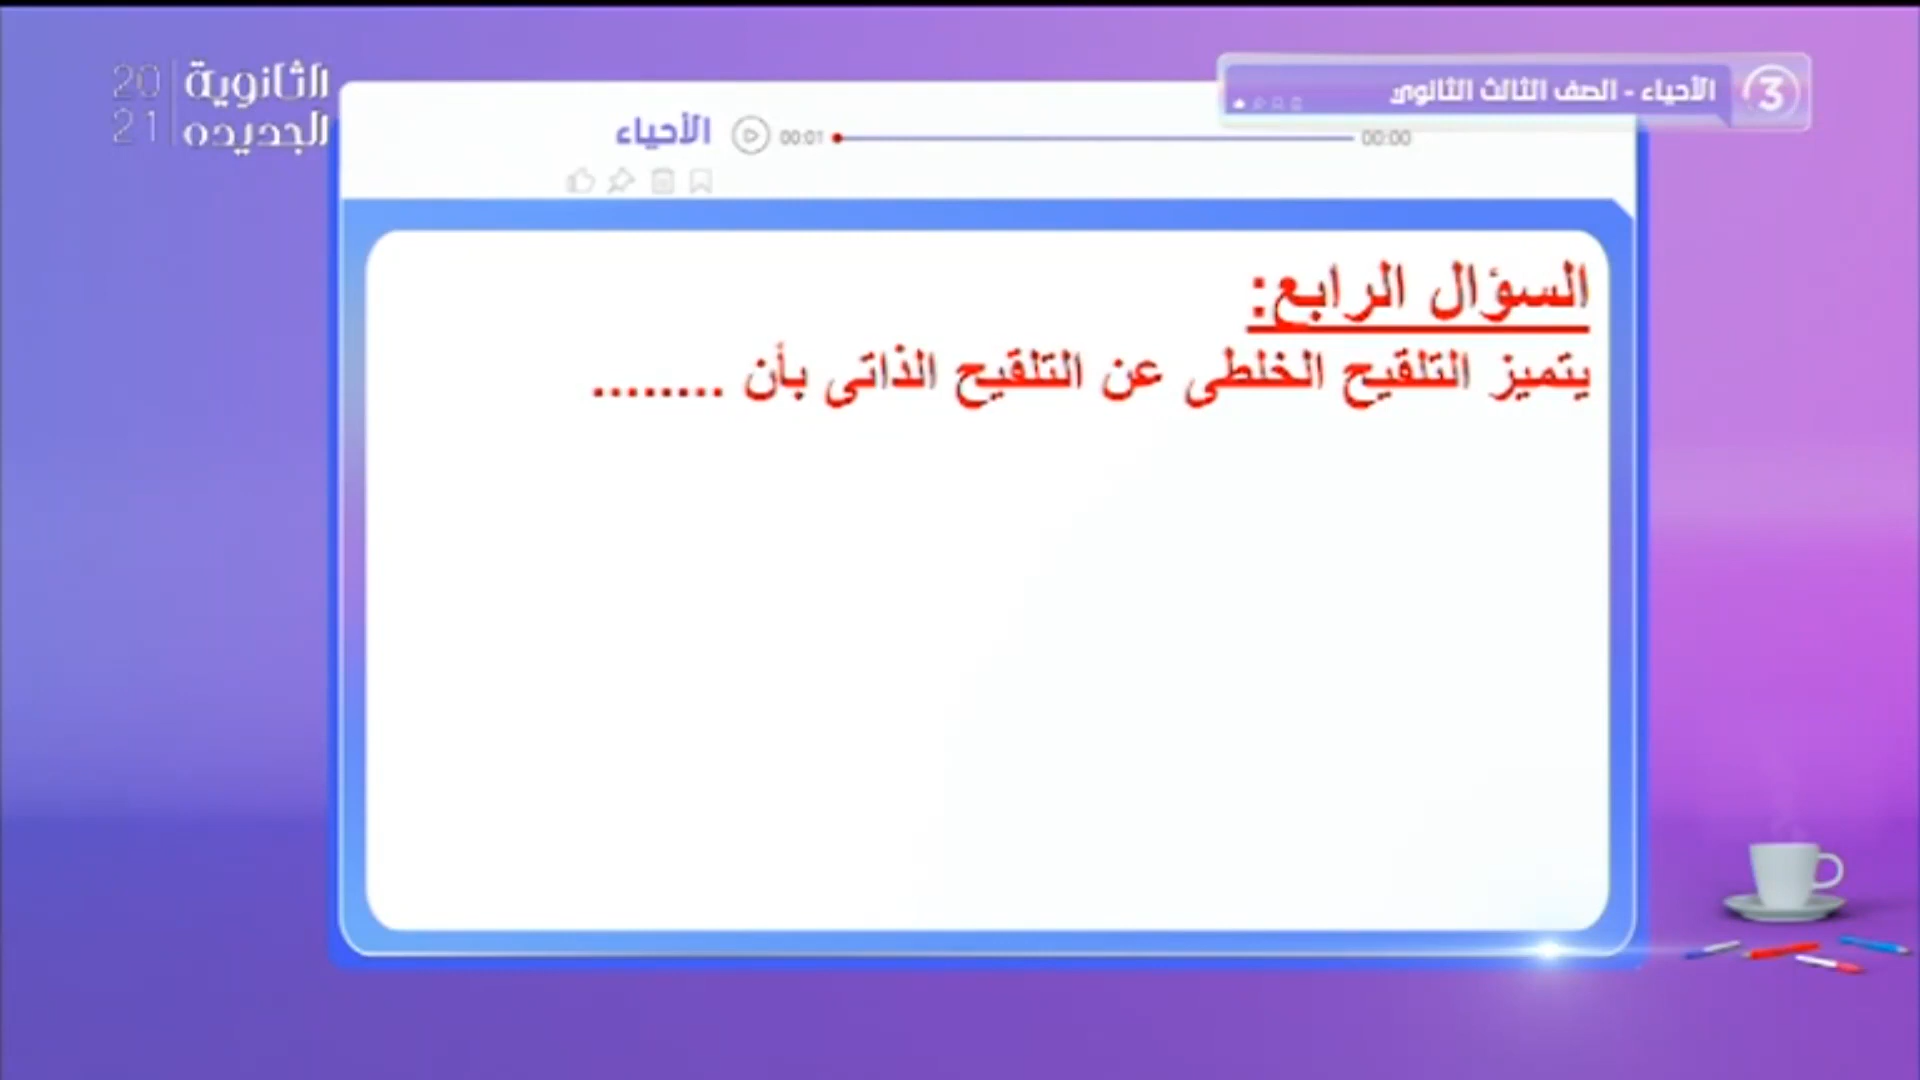 20 الثانوية
21 الجديده
الأحياء - الصف الثالث الثانوي 3
الأحياء 00:01 00:00
السؤال الرابع:
يتميز التلقيح الخلطى عن التلقيح الذاتى بأن ........